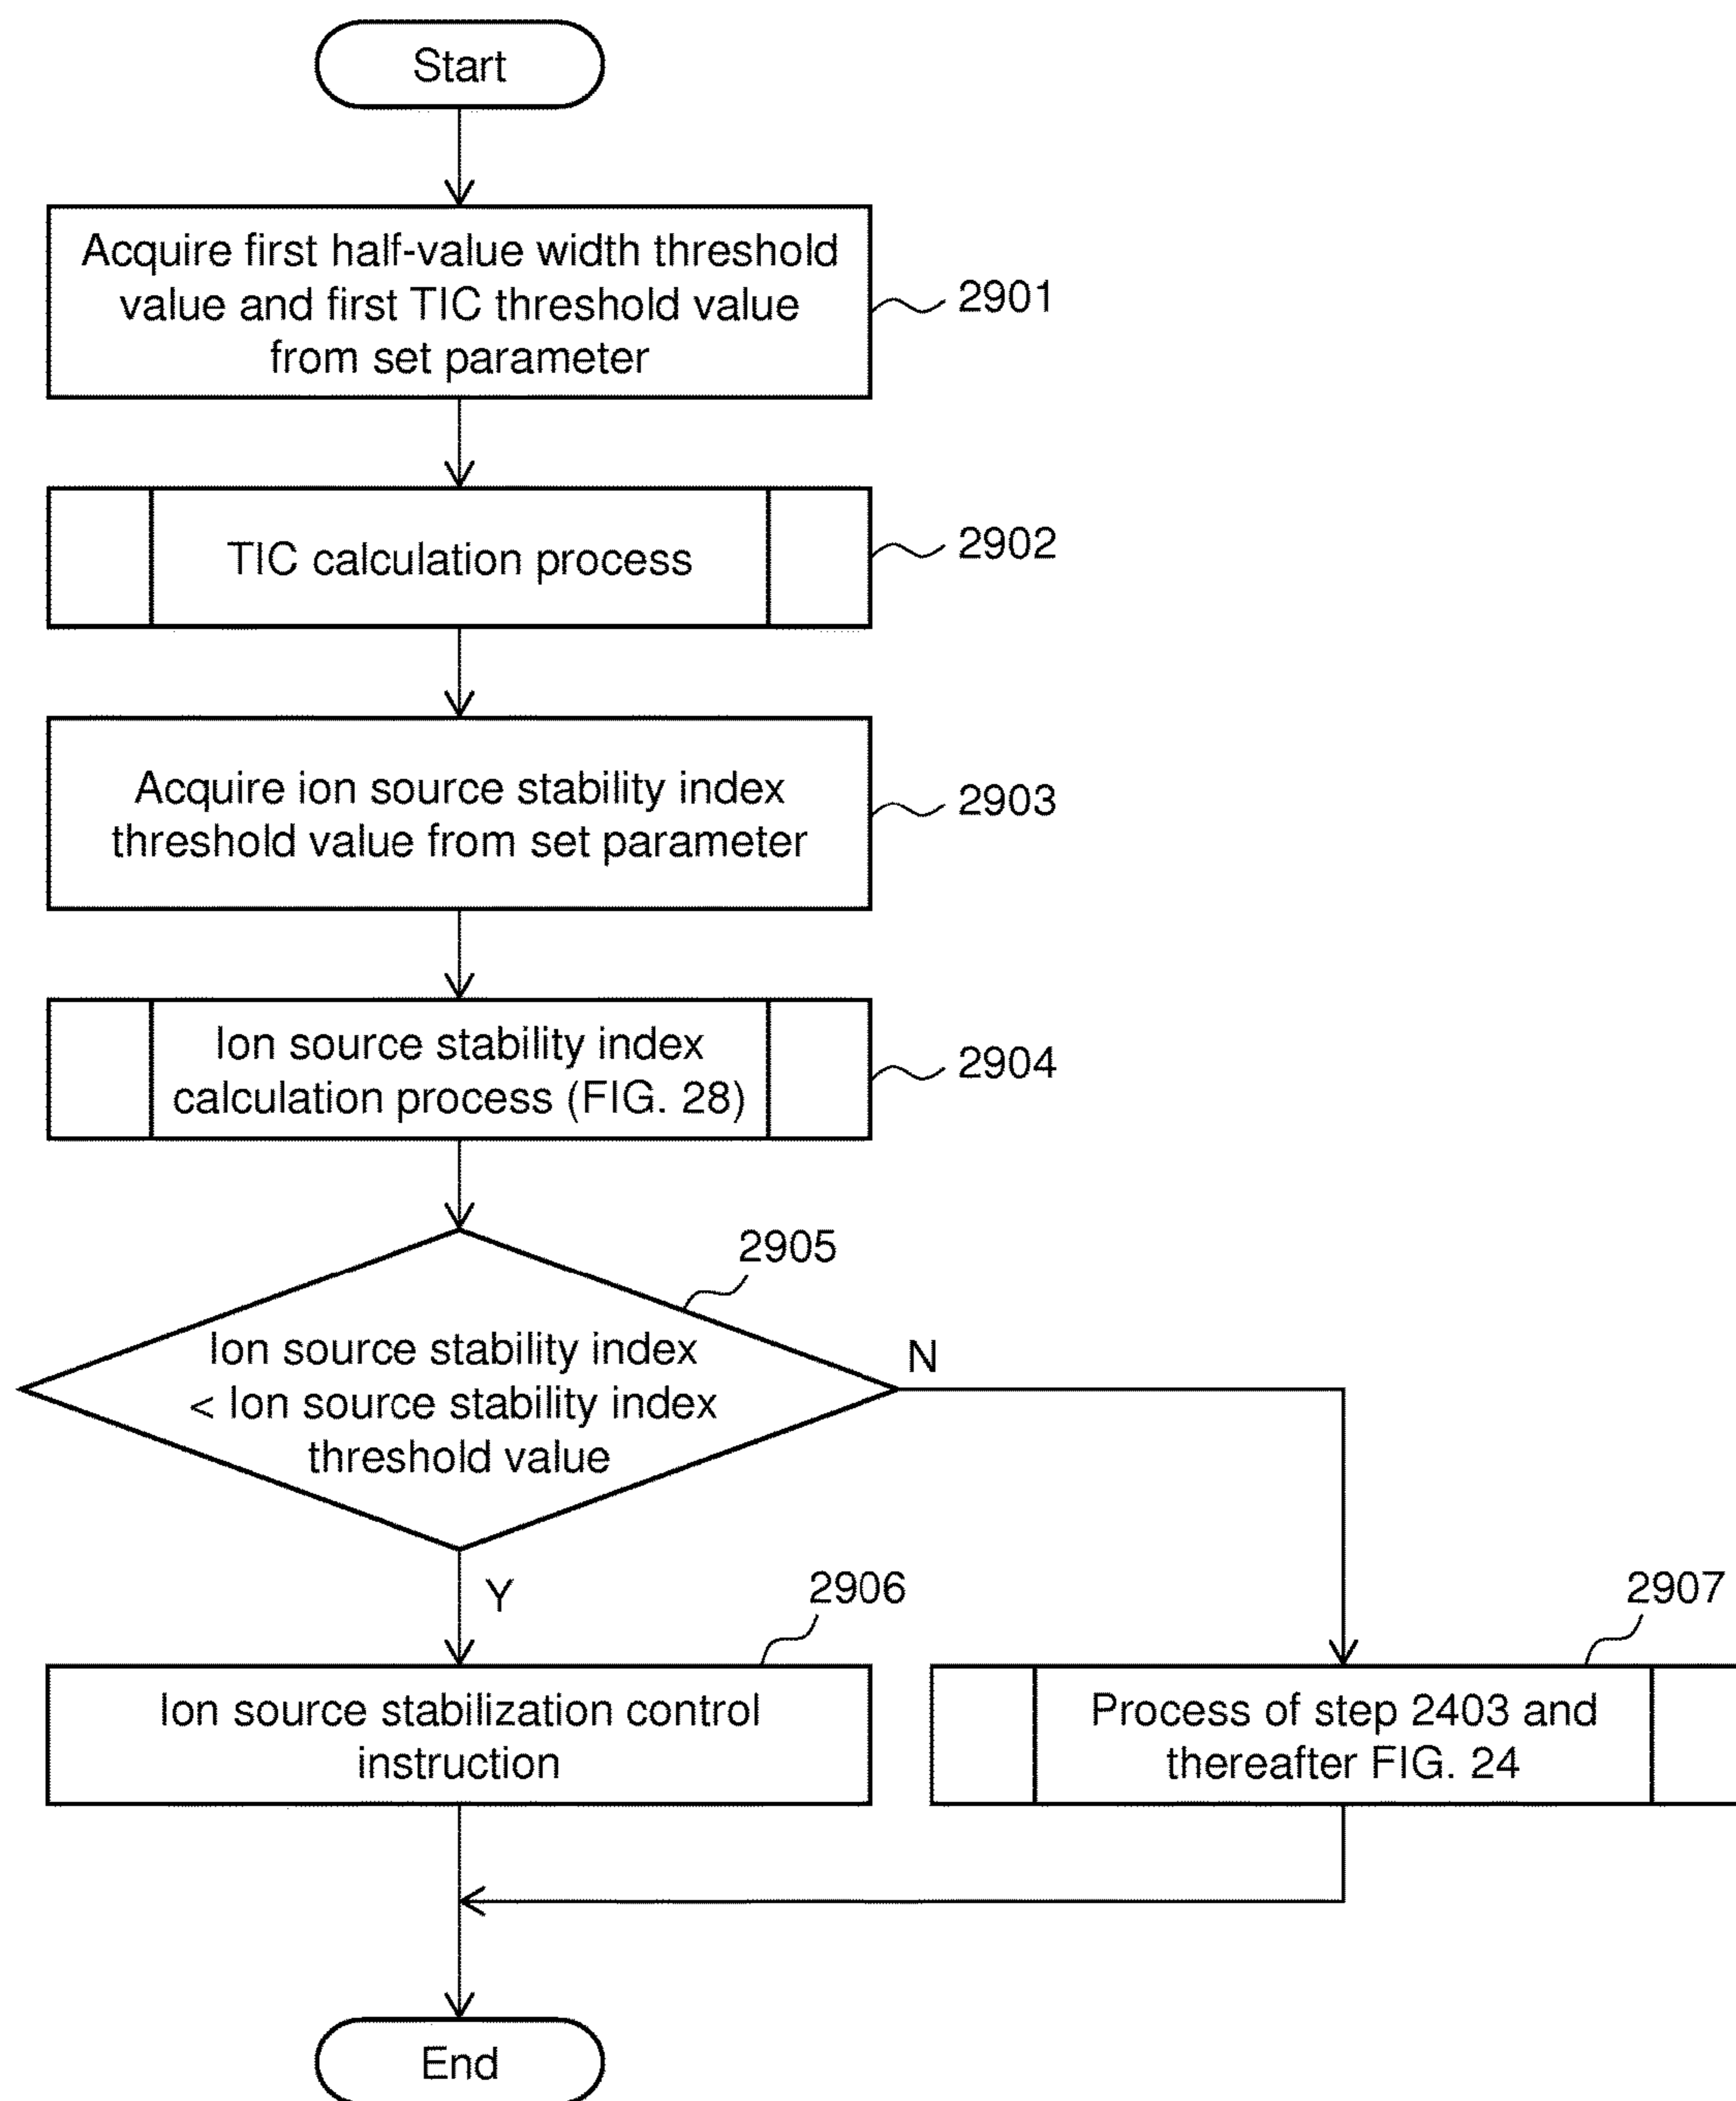 Start
Acquire first half-value width threshold
value and first TIC threshold value
from set parameter
2901
TIC calculation process
2902
Acquire ion source stability index
threshold value from set parameter
2903
Ion source stability index
calculation process (FIG. 28)
2904
2905
Ion source stability index
< Ion source stability index
threshold value
N
Y
2906
2907
Ion source stabilization control
instruction
Process of step 2403 and
thereafter FIG. 24
End